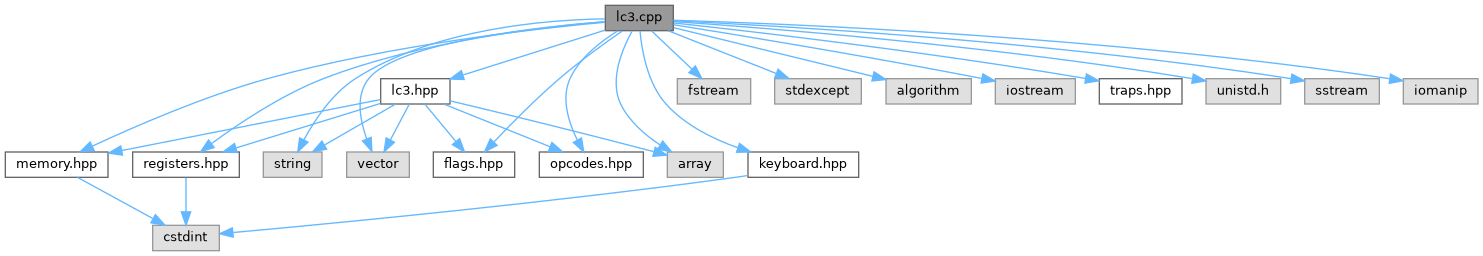 lc3.cpp
lc3.hpp
fstream
stdexcept
algorithm
iostream
traps.hpp
unistd.h
sstream
iomanip
memory.hpp
registers.hpp
string
vector
flags.hpp
opcodes.hpp
array
keyboard.hpp
cstdint